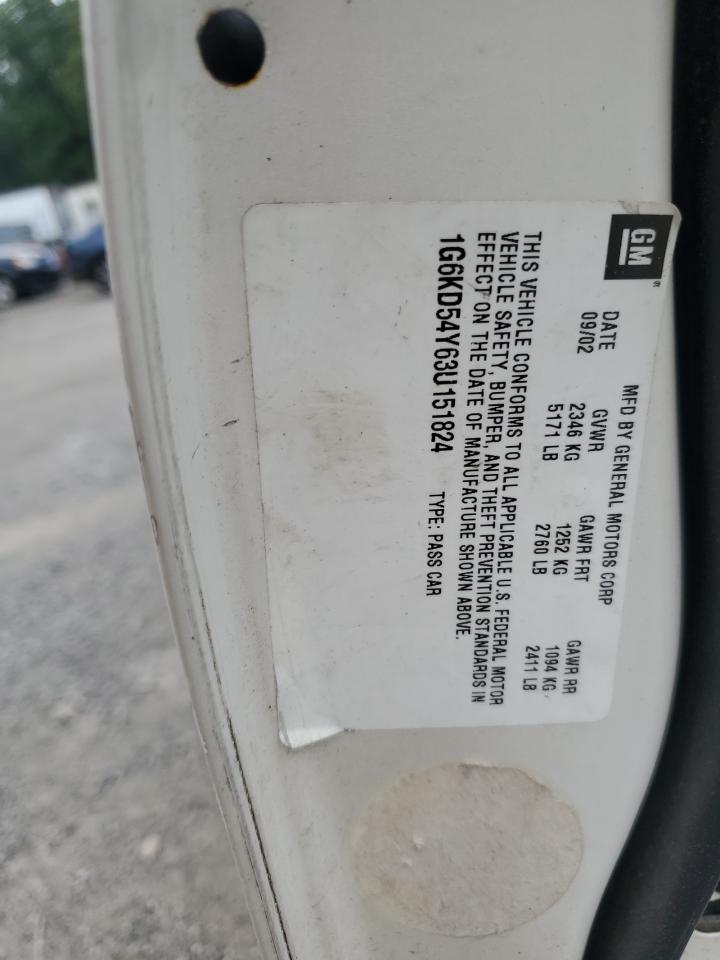 GM
MFD BY GENERAL MOTORS CORP
DATE GVWR GAWR FRT GAWR RR
09/02 2346 KG 1252 KG 1094 KG
5171 LB 2760 LB 2411 LB
THIS VEHICLE CONFORMS TO ALL APPLICABLE U.S. FEDERAL MOTOR
VEHICLE SAFETY, BUMPER, AND THEFT PREVENTION STANDARDS IN
EFFECT ON THE DATE OF MANUFACTURE SHOWN ABOVE.
1G6KD54Y63U151824 TYPE: PASS CAR